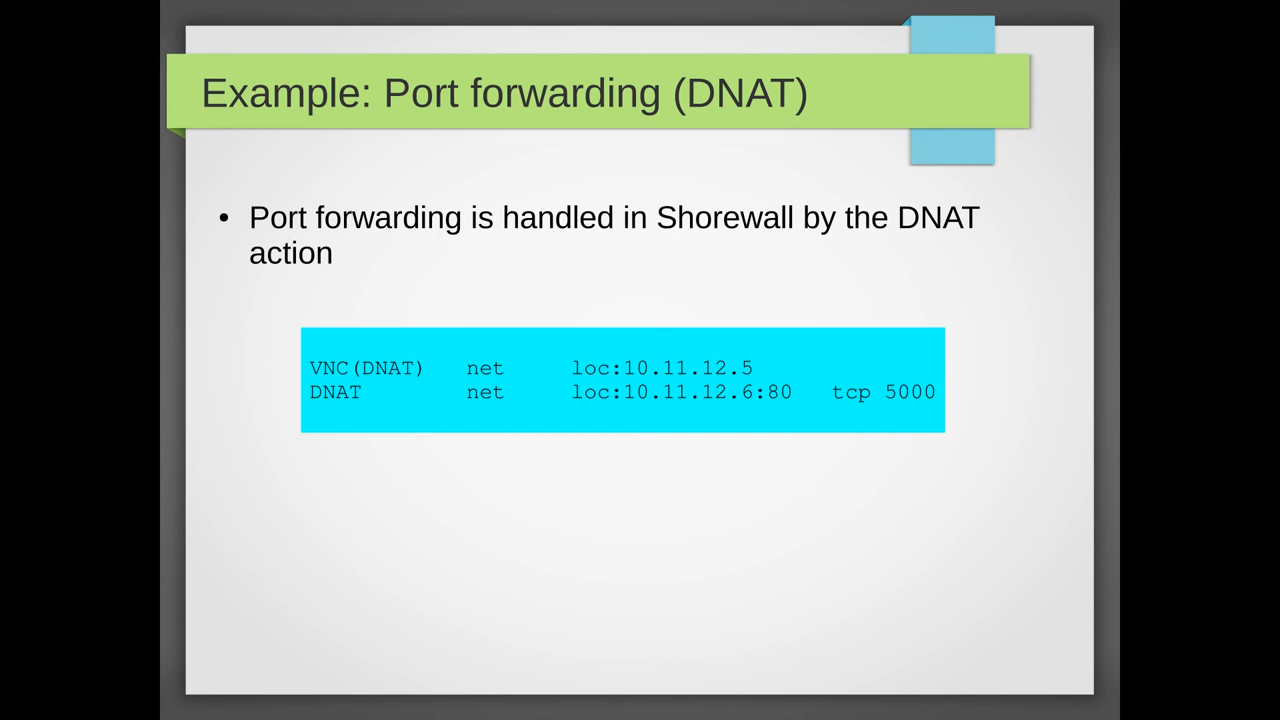 Example: Port forwarding (DNAT)
• Port forwarding is handled in Shorewall by the DNAT
action
VNC(DNAT) net loc:10.11.12.5
DNAT net loc:10.11.12.6:80 tcp 5000